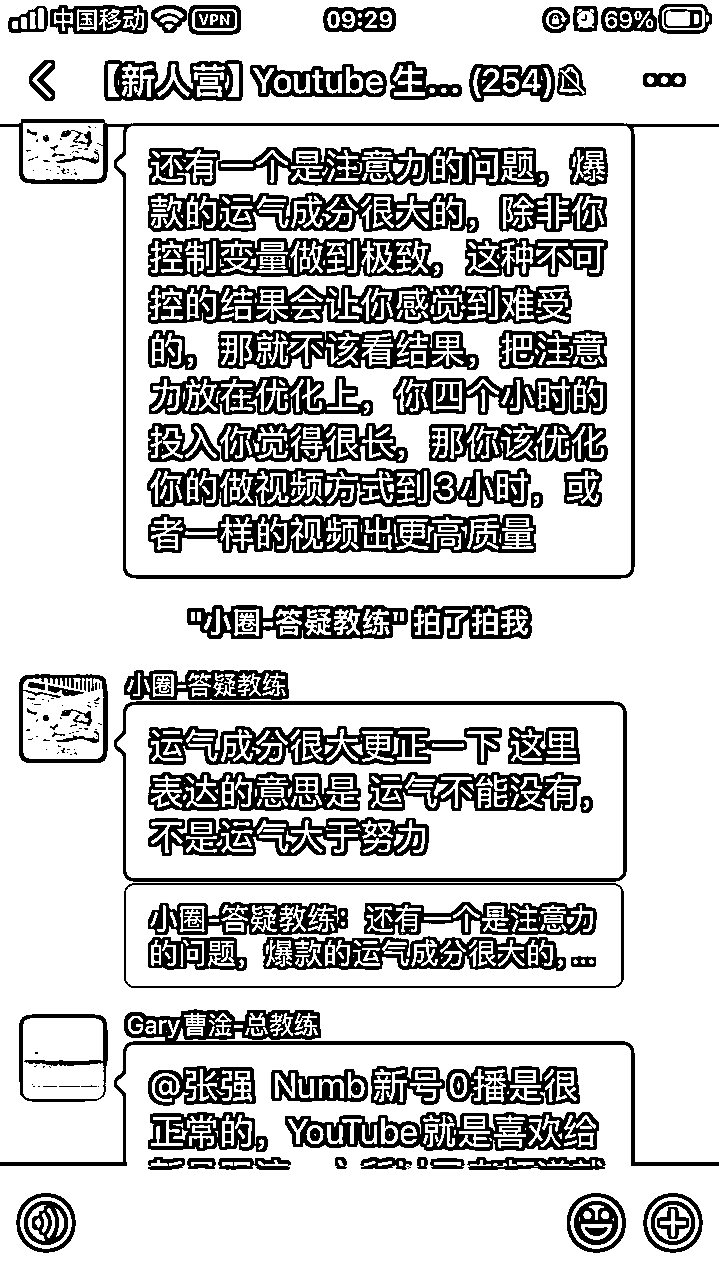 中国移动 VPN 09:29 69%
【新人营】Youtube 生... (254)
还有一个是注意力的问题，爆
款的运气成分很大的，除非你
控制变量做到极致，这种不可
控的结果会让你感觉到难受
的，那就不该看结果，把注意
力放在优化上，你四个小时的
投入你觉得很长，那你该优化
你的做视频方式到3小时，或
者一样的视频出更高质量
"小圈-答疑教练" 拍了拍我
小圈-答疑教练
运气成分很大更正一下 这里
表达的意思是 运气不能没有，
不是运气大于努力
小圈-答疑教练：还有一个是注意力
的问题，爆款的运气成分很大的，...
Gary曹淦-总教练
@张强 Numb 新号0播是很
正常的，YouTube就是喜欢给